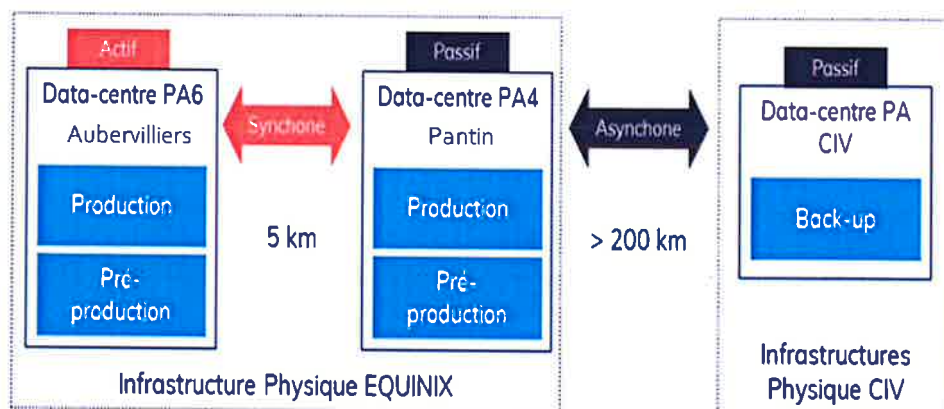 Actif
Data-centre PA6
Aubervilliers
Production
Pré-
production
Synchone
5 km
Passif
Data-centre PA4
Pantin
Production
Pré-
production
Infrastructure Physique EQUINIX
Asynchone
> 200 km
Passif
Data-centre PA
CIV
Back-up
Infrastructures
Physique CIV